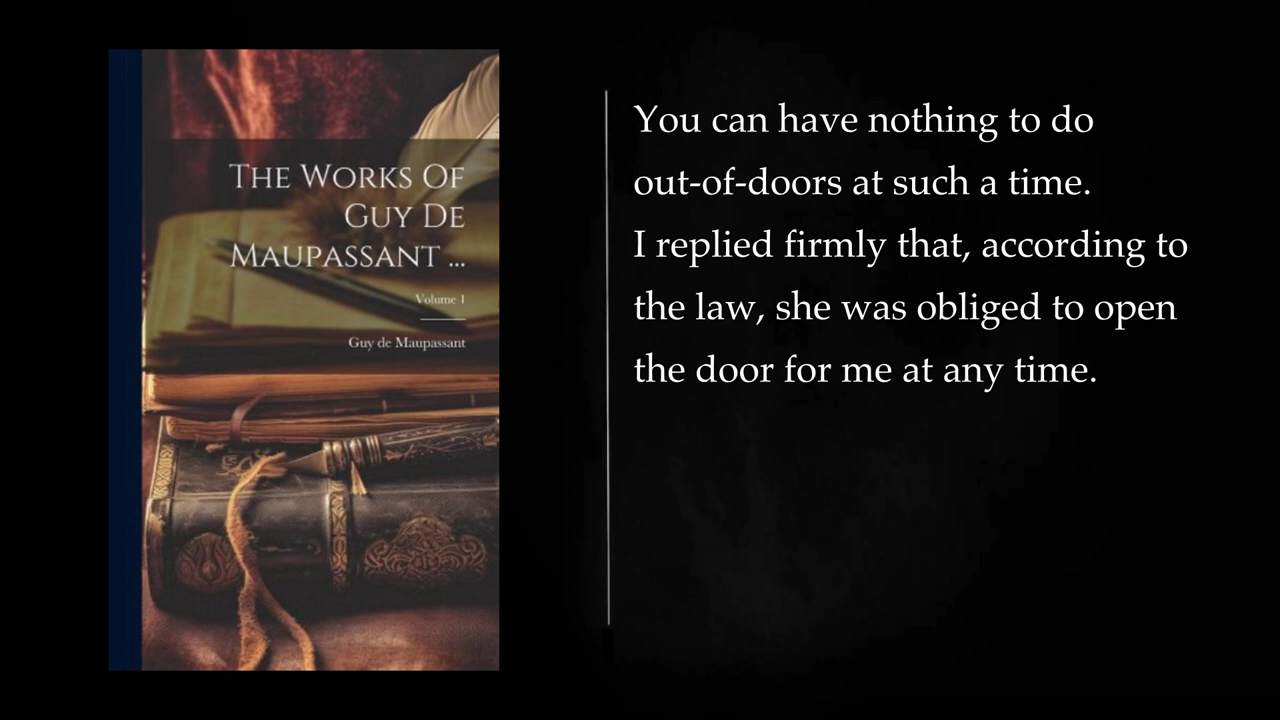 The Works Of
Guy De
Maupassant ...
Volume 1
Guy de Maupassant
You can have nothing to do
out-of-doors at such a time.
I replied firmly that, according to
the law, she was obliged to open
the door for me at any time.